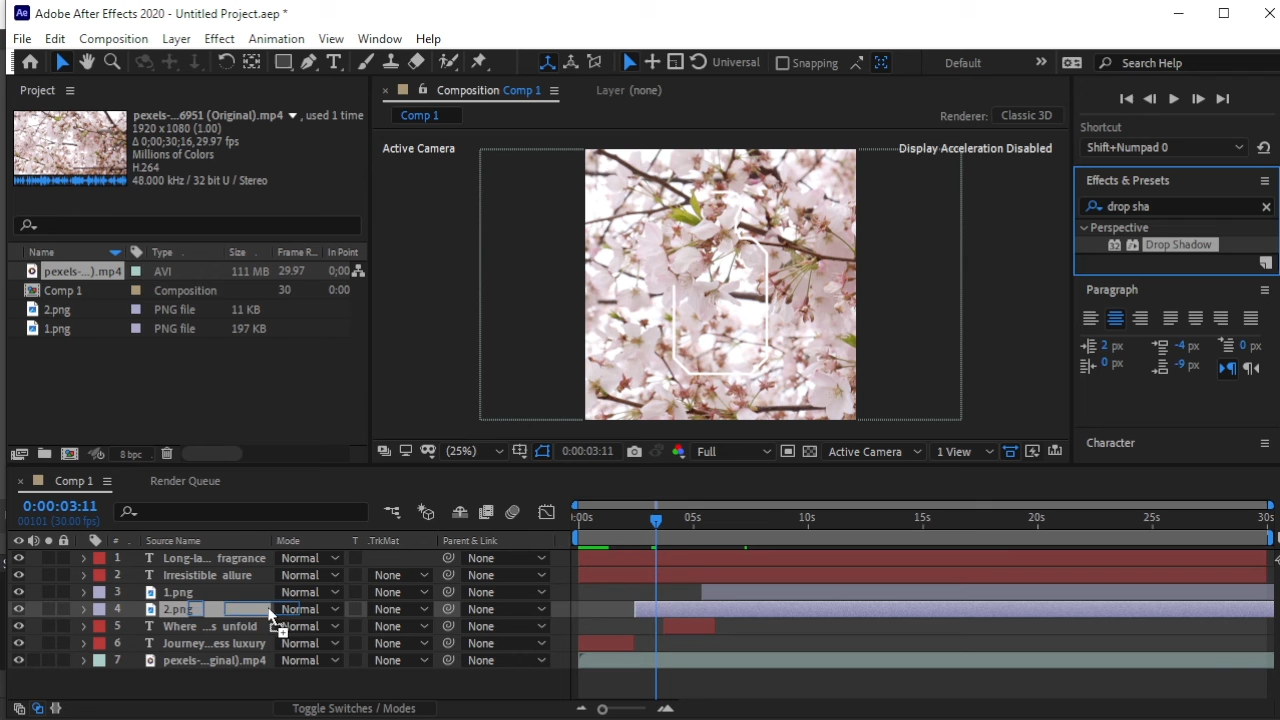 Ae Adobe After Effects 2020 - Untitled Project.aep *
File Edit Composition Layer Effect Animation View Window Help
T Universal Snapping Default Search Help
Project
pexels-...6951 (Original).mp4 ▼, used 1 time
1920 x 1080 (1.00)
Δ 0;00;30;16, 29.97 fps
Millions of Colors
H.264
48.000 kHz / 32 bit U / Stereo
Name Type Size Frame R... In Point
pexels-...).mp4 AVI 111 MB 29.97 0;00
Comp 1 Composition 30 0:00
2.png PNG file 11 KB
1.png PNG file 197 KB
8 bpc
Composition Comp 1 Layer (none)
Comp 1 Renderer: Classic 3D
Active Camera Display Acceleration Disabled
(25%) 0:00:03:11 Full Active Camera 1 View
Shortcut
Shift+Numpad 0
Effects & Presets
drop sha
Perspective
Drop Shadow
Paragraph
2 px -4 px 0 px
0 px -9 px
Character
Comp 1 Render Queue
0:00:03:11
00101 (30.00 fps)
:00s 05s 10s 15s 20s 25s 30s
# Source Name Mode T .TrkMat Parent & Link
1 T Long-la... fragrance Normal None
2 T Irresistible allure Normal None None
3 1.png Normal None None
4 2.png Normal None None
5 T Where ...s unfold Normal None None
6 T Journey...ess luxury Normal None None
7 pexels-...ginal).mp4 Normal None None
Toggle Switches / Modes